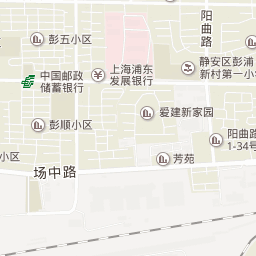 彭五小区
阳曲路
中国邮政
储蓄银行
上海浦东
发展银行
静安区彭浦
新村第一小
爱建新家园
彭顺小区
阳曲路
1-34号
小区
芳苑
场中路